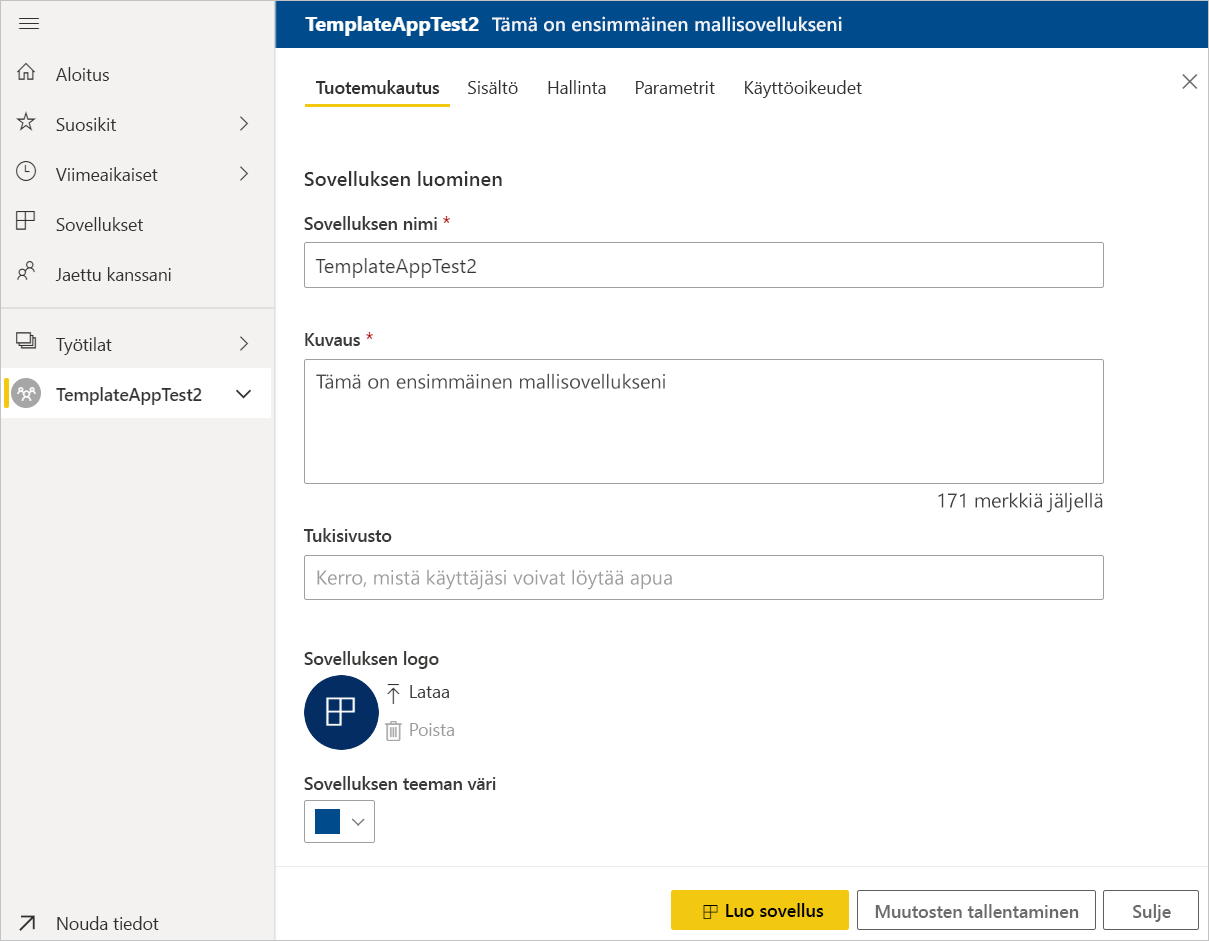 TemplateAppTest2 Tämä on ensimmäinen mallisovellukseni
Aloitus
Suosikit
Viimeaikaiset
Sovellukset
Jaettu kanssani
Työtilat
TemplateAppTest2
Nouda tiedot
Tuotemukautus Sisältö Hallinta Parametrit Käyttöoikeudet
Sovelluksen luominen
Sovelluksen nimi *
TemplateAppTest2
Kuvaus *
Tämä on ensimmäinen mallisovellukseni
171 merkkiä jäljellä
Tukisivusto
Kerro, mistä käyttäjäsi voivat löytää apua
Sovelluksen logo
Lataa
Poista
Sovelluksen teeman väri
Luo sovellus Muutosten tallentaminen Sulje